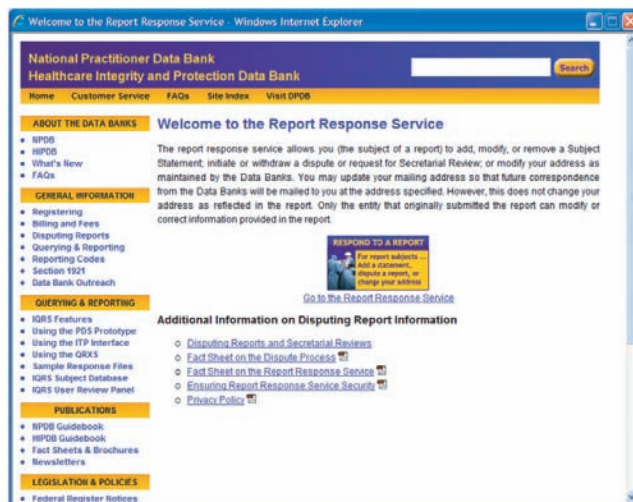 Welcome to the Report Response Service - Windows Internet Explorer
National Practitioner Data Bank
Healthcare Integrity and Protection Data Bank
Search
Home Customer Service FAQs Site Index Visit DPDB
ABOUT THE DATA BANKS
NPDB
HIPDB
What's New
FAQs
GENERAL INFORMATION
Registering
Billing and Fees
Disputing Reports
Querying & Reporting
Reporting Codes
Section 1921
Data Bank Outreach
QUERYING & REPORTING
IQRS Features
Using the PDS Prototype
Using the ITP Interface
Using the QRXS
Sample Response Files
IQRS Subject Database
IQRS User Review Panel
PUBLICATIONS
NPDB Guidebook
HIPDB Guidebook
Fact Sheets & Brochures
Newsletters
LEGISLATION & POLICIES
Federal Register Notices
Welcome to the Report Response Service
The report response service allows you (the subject of a report) to add, modify, or remove a Subject
Statement; initiate or withdraw a dispute or request for Secretarial Review; or modify your address as
maintained by the Data Banks. You may update your mailing address so that future correspondence
from the Data Banks will be mailed to you at the address specified. However, this does not change your
address as reflected in the report. Only the entity that originally submitted the report can modify or
correct information provided in the report.
RESPOND TO A REPORT
For report subjects ...
Add a statement,
dispute a report, or
change your address
Go to the Report Response Service
Additional Information on Disputing Report Information
Disputing Reports and Secretarial Reviews
Fact Sheet on the Dispute Process
Fact Sheet on the Report Response Service
Ensuring Report Response Service Security
Privacy Policy